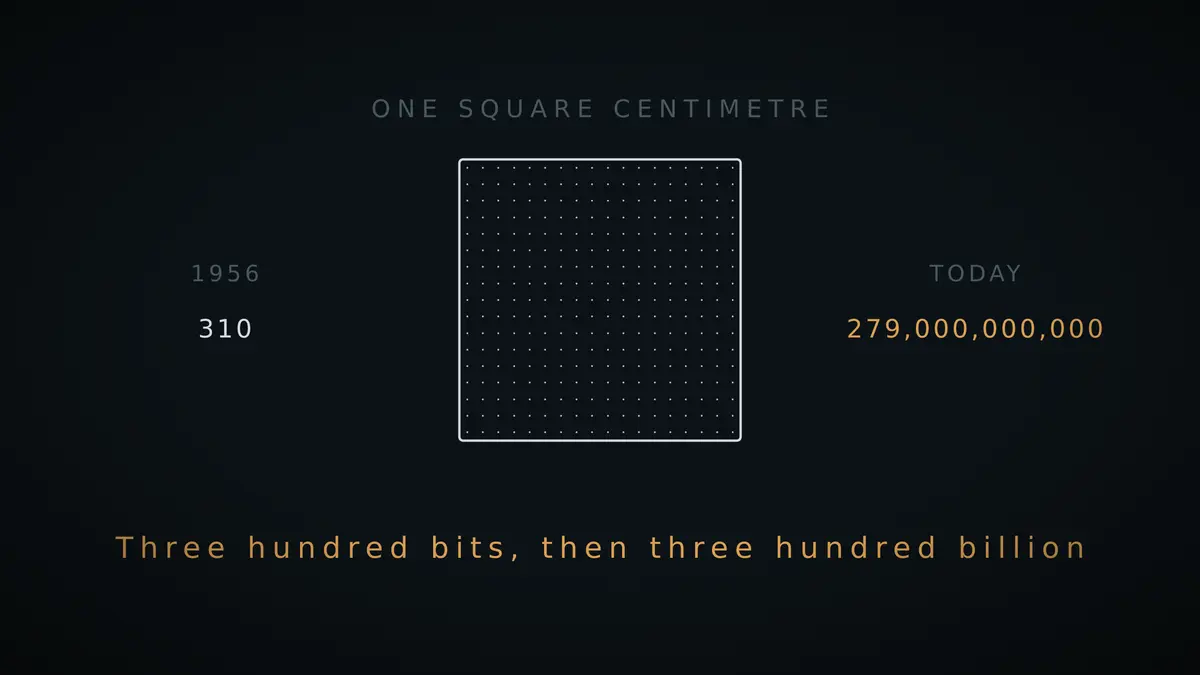 ONE SQUARE CENTIMETRE
1956
310
TODAY
279,000,000,000
Three hundred bits, then three hundred billion